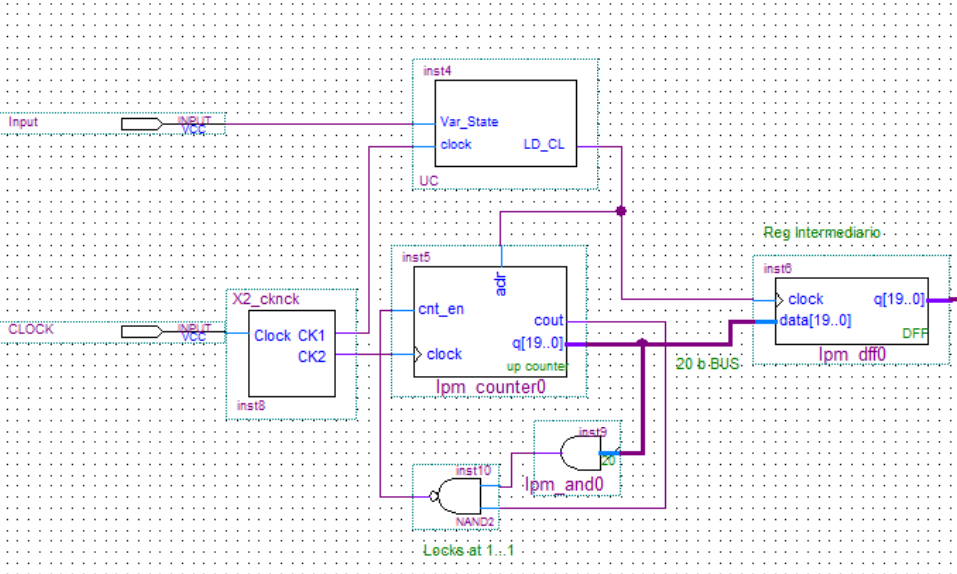 inst4
Input
INPUT
VCC
Var_State
clock
LD_CL
UC
Reg Intermediario
inst5
aclr
cnt_en
cout
q[19..0]
clock
up counter
lpm_counter0
inst6
clock
q[19..0]
data[19..0]
DFF
lpm_dff0
20 b BUS
X2_cknck
CLOCK
INPUT
VCC
Clock CK1
CK2
inst8
inst9
20
lpm_and0
inst10
NAND2
Locks at 1...1